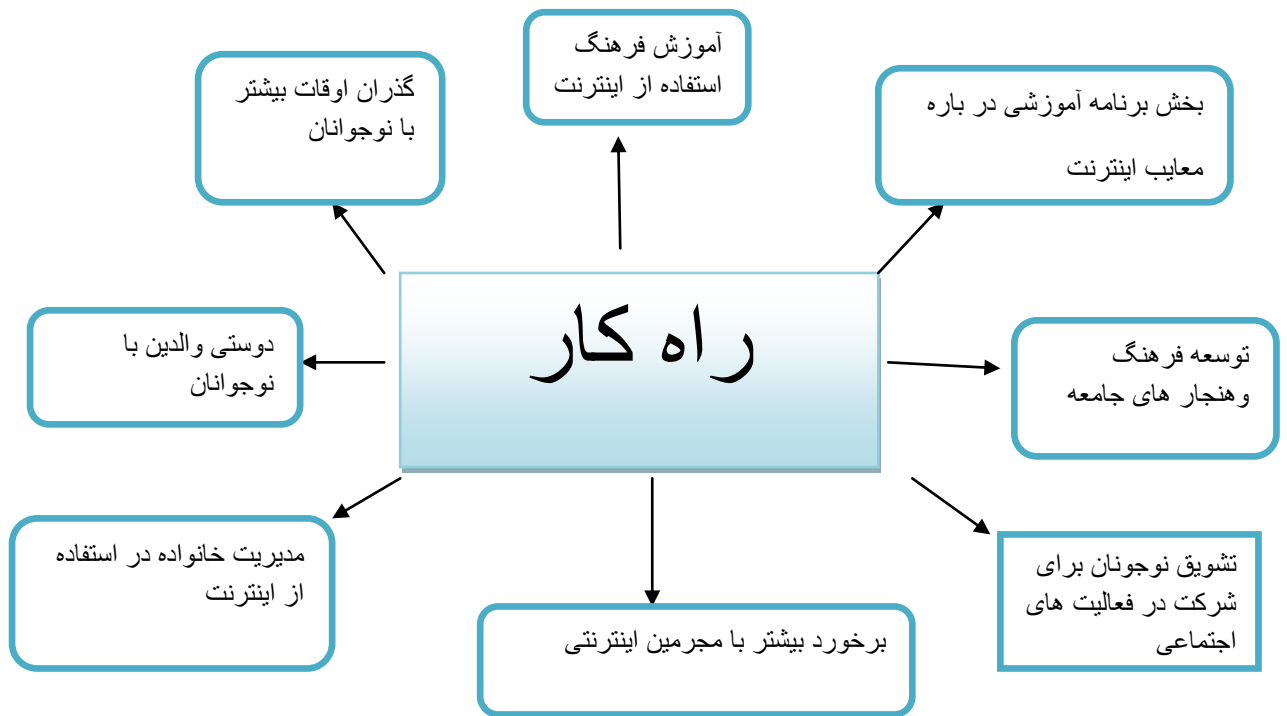 آموزش فرهنگ
استفاده از اینترنت
بخش برنامه آموزشی در باره
معایب اینترنت
گذران اوقات بیشتر
با نوجوانان
راه کار
توسعه فرهنگ
وهنجار های جامعه
دوستی والدین با
نوجوانان
تشویق نوجونان برای
شرکت در فعالیت های
اجتماعی
مدیریت خانواده در استفاده
از اینترنت
برخورد بیشتر با مجرمین اینترنتی